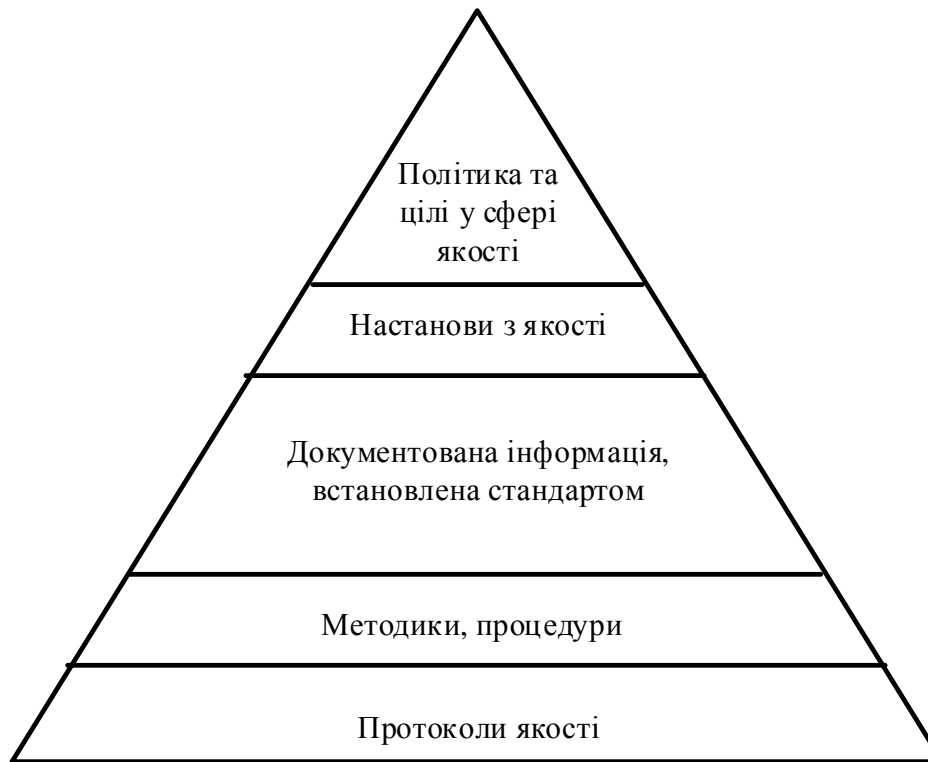 Політика та
цілі у сфері
якості
Настанови з якості
Документована інформація,
встановлена стандартом
Методики, процедури
Протоколи якості